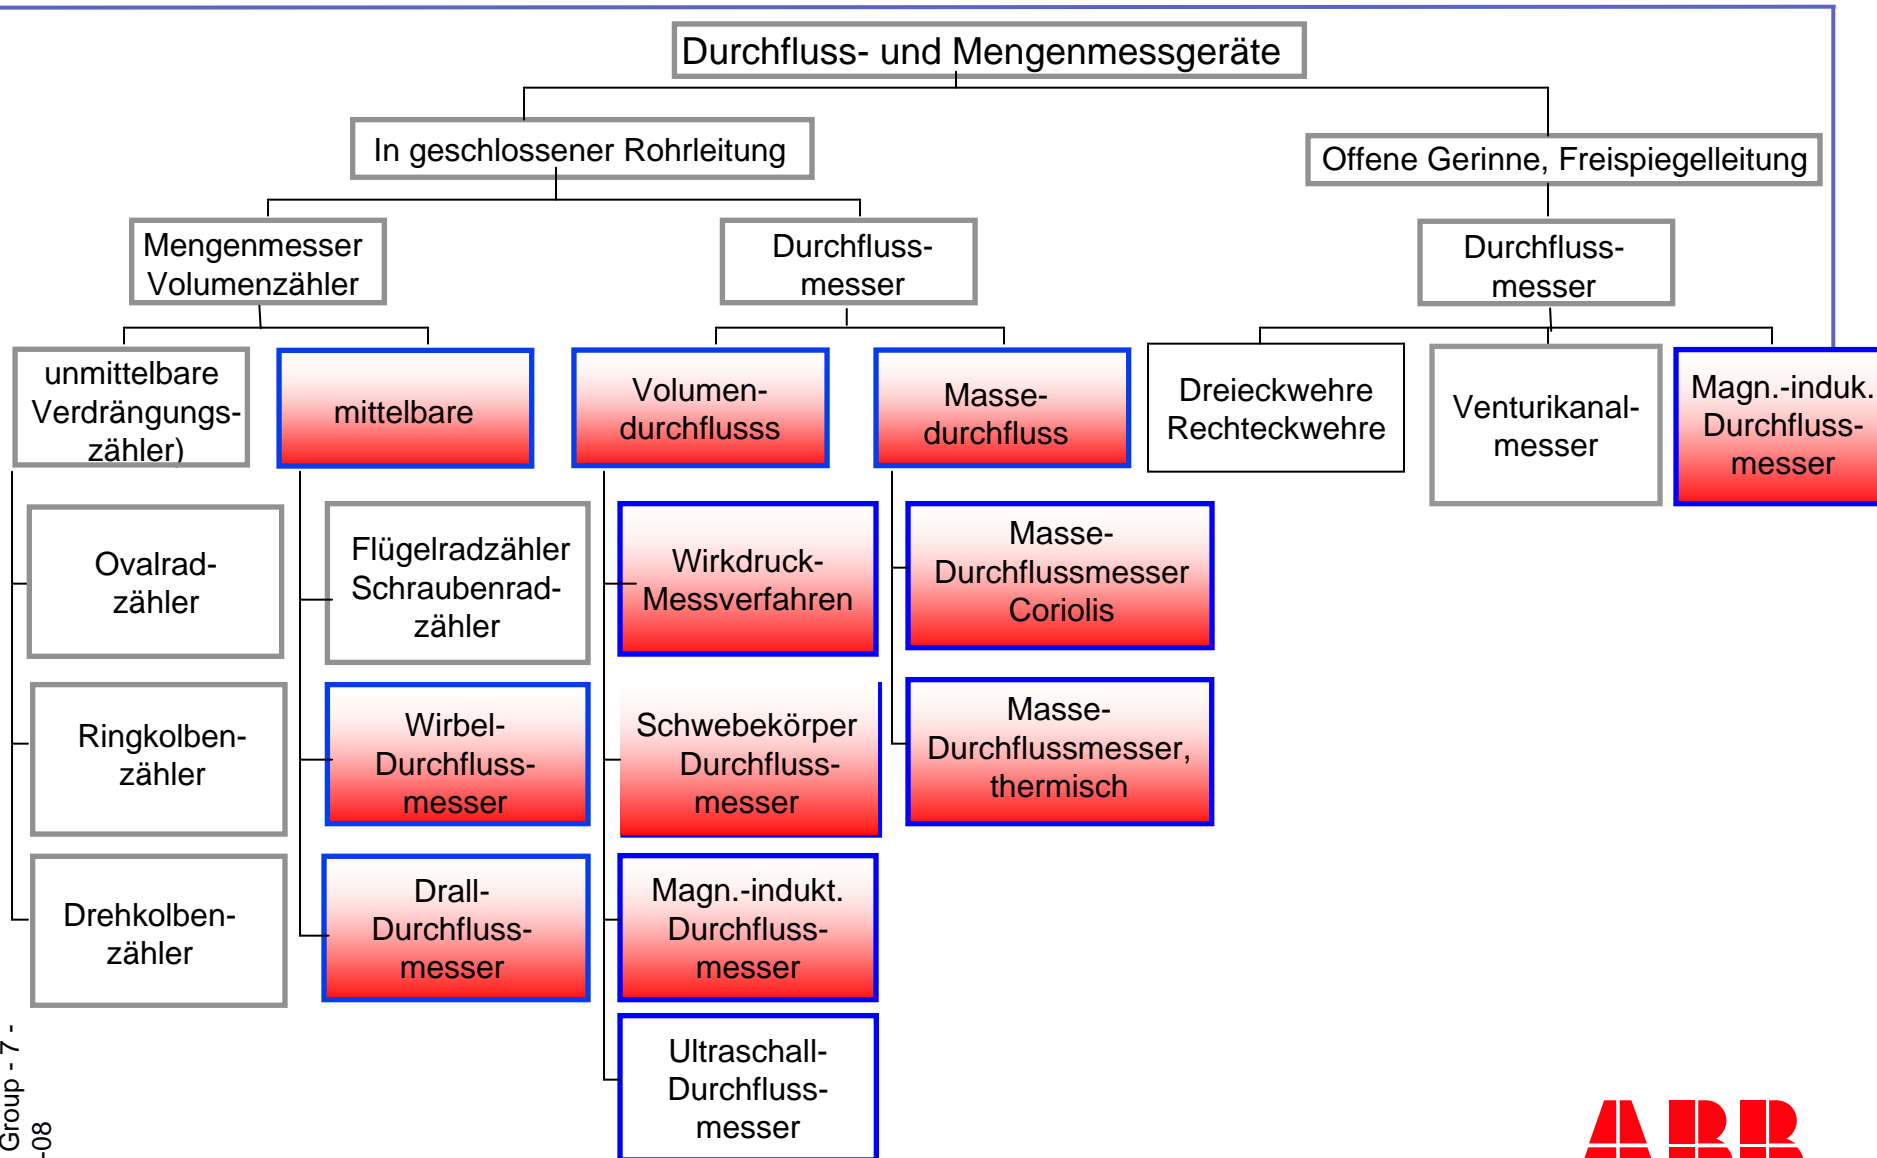 Durchfluss- und Mengenmessgeräte
In geschlossener Rohrleitung
Offene Gerinne, Freispiegelleitung
Mengenmesser
Volumenzähler
Durchfluss-
messer
Durchfluss-
messer
unmittelbare
Verdrängungs-
zähler)
mittelbare
Volumen-
durchflusss
Masse-
durchfluss
Dreieckwehre
Rechteckwehre
Venturikanal-
messer
Magn.-induk.
Durchfluss-
messer
Ovalrad-
zähler
Flügelradzähler
Schraubenrad-
zähler
Wirkdruck-
Messverfahren
Masse-
Durchflussmesser
Coriolis
Ringkolben-
zähler
Wirbel-
Durchfluss-
messer
Schwebekörper
Durchfluss-
messer
Masse-
Durchflussmesser,
thermisch
Drehkolben-
zähler
Drall-
Durchfluss-
messer
Magn.-indukt.
Durchfluss-
messer
Ultraschall-
Durchfluss-
messer
Group - 7 -
-08
ABB